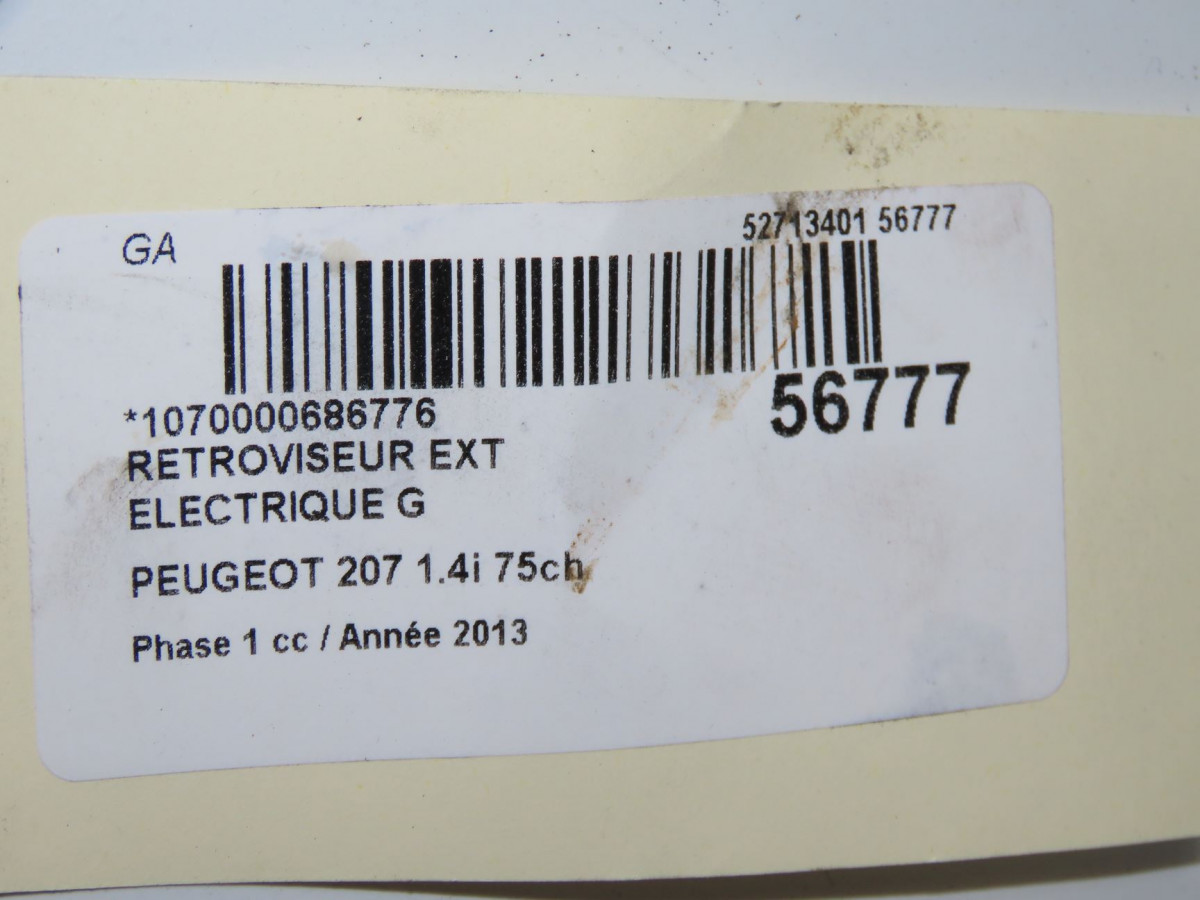 GA
52713401 56777
*1070000686776
56777
RETROVISEUR EXT
ELECTRIQUE G
PEUGEOT 207 1.4i 75ch
Phase 1 cc / Année 2013